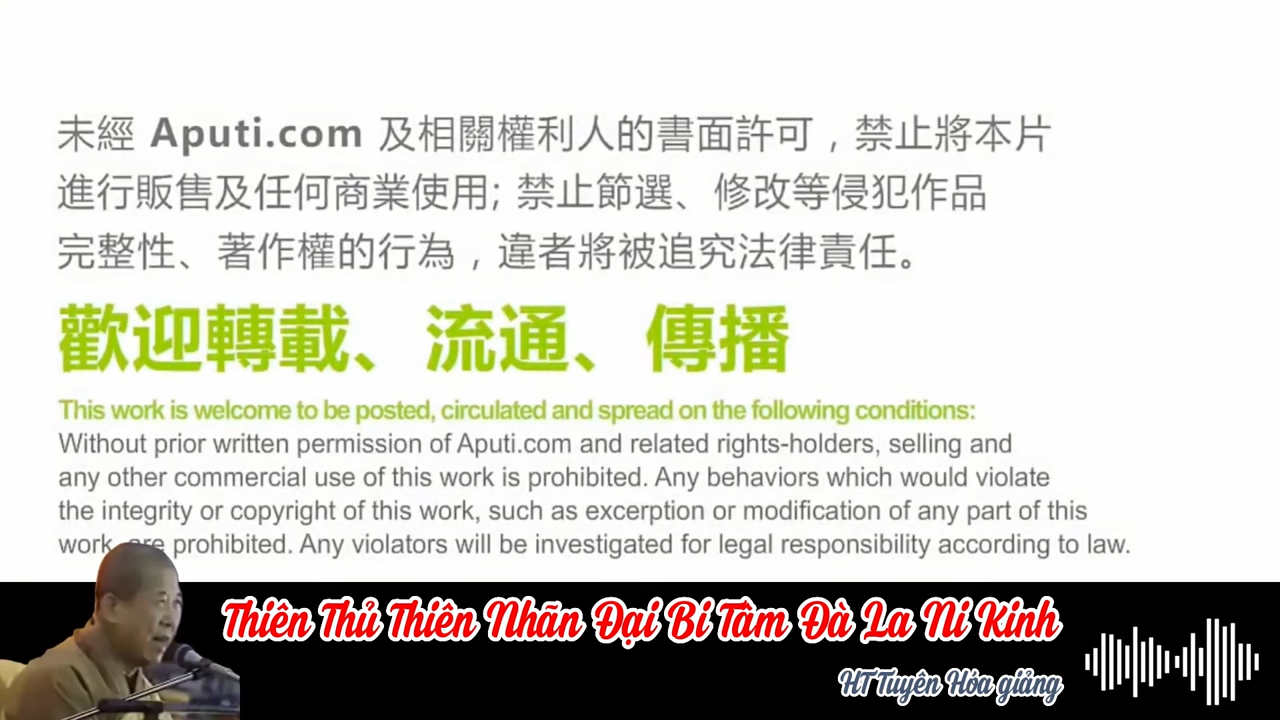 未經 Aputi.com 及相關權利人的書面許可，禁止將本片
進行販售及任何商業使用; 禁止節選、修改等侵犯作品
完整性、著作權的行為，違者將被追究法律責任。
歡迎轉載、流通、傳播
This work is welcome to be posted, circulated and spread on the following conditions:
Without prior written permission of Aputi.com and related rights-holders, selling and
any other commercial use of this work is prohibited. Any behaviors which would violate
the integrity or copyright of this work, such as excerption or modification of any part of this
work, are prohibited. Any violators will be investigated for legal responsibility according to law.
Thiên Thủ Thiên Nhãn Đại Bi Tâm Đà La Ni Kinh
HT Tuyên Hóa giảng